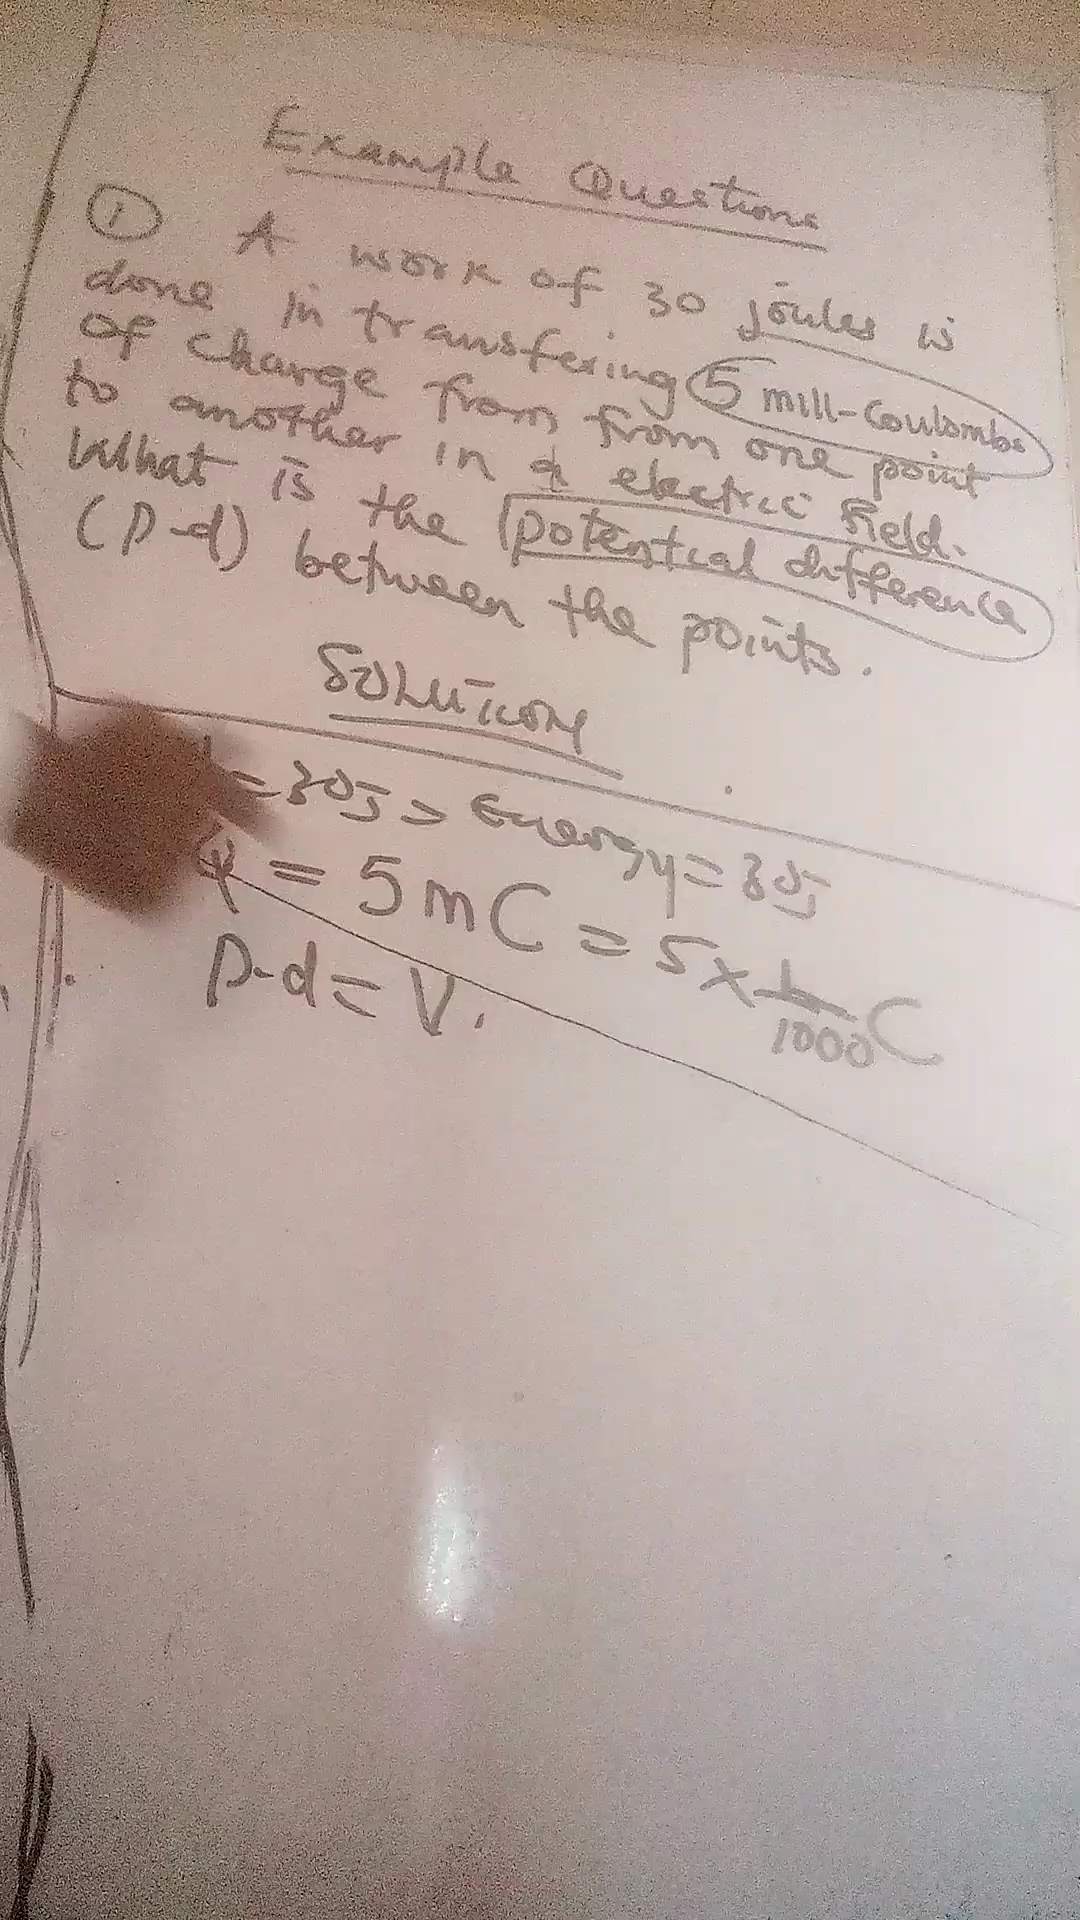 Example Questions
① A work of 30 joules is
done in transfering 5 mill-Coulombs
of charge from from one point
to another in a electric field.
What is the potential difference
(P-d) between the points.
SOLUTION
= 30J = Energy = 30J
= 5mC = 5 x 1/1000 C
P-d = V.